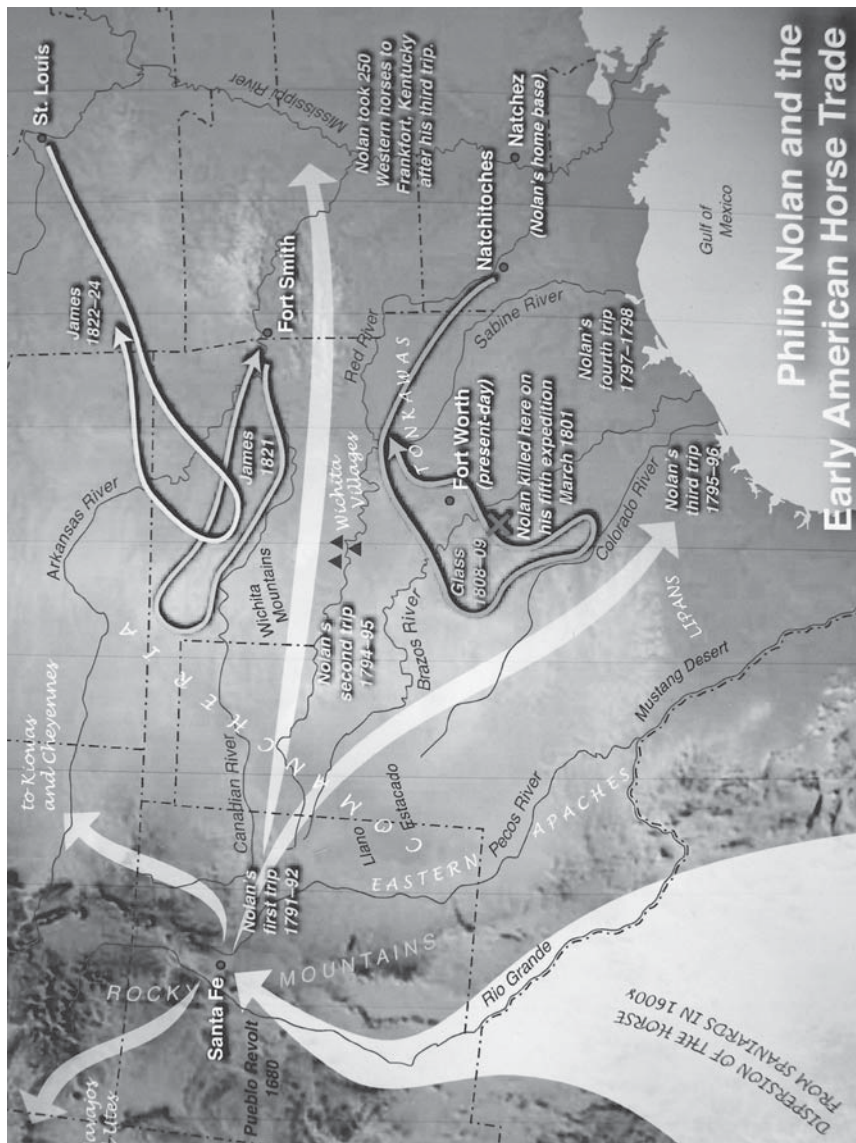 Philip Nolan and the
Early American Horse Trade
to Kiowas
and Cheyennes
Arkansas River
James
1822–24
St. Louis
Mississippi River
Nolan took 250
Western horses to
Frankfort, Kentucky
after his third trip.
Fort Smith
James
1821
Wichita
Mountains
Canadian River
COMANCHERIA
ROCKY MOUNTAINS
Santa Fe
Pueblo Revolt
1680
Nolan's
first trip
1791–92
Nolan's
second trip
1794–95
Wichita
Villages
Red River
Llano
Estacado
Brazos River
TONKAWAS
Fort Worth
(present-day)
Glass
1808–09
Nolan killed here on
his fifth expedition
March 1801
Natchitoches
Natchez
(Nolan's home base)
Sabine River
EASTERN APACHES
Pecos River
Colorado River
LIPANS
Nolan's
third trip
1795–96
Nolan's
fourth trip
1797–1798
Gulf of
Mexico
Rio Grande
Mustang Desert
DISPERSION OF THE HORSE
FROM SPANIARDS IN 1600s
Utes